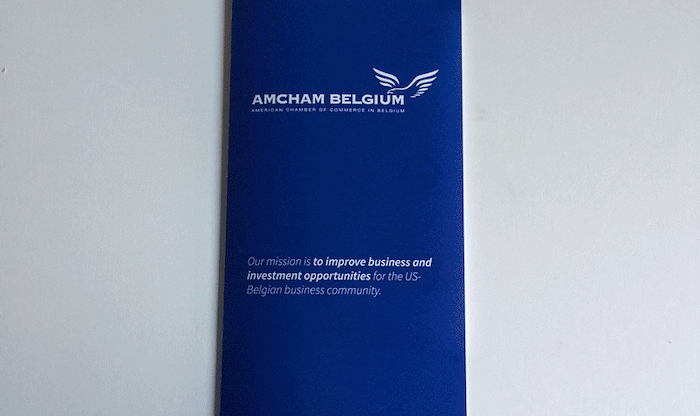 AMCHAM BELGIUM
AMERICAN CHAMBER OF COMMERCE IN BELGIUM
Our mission is to improve business and
investment opportunities for the US-
Belgian business community.